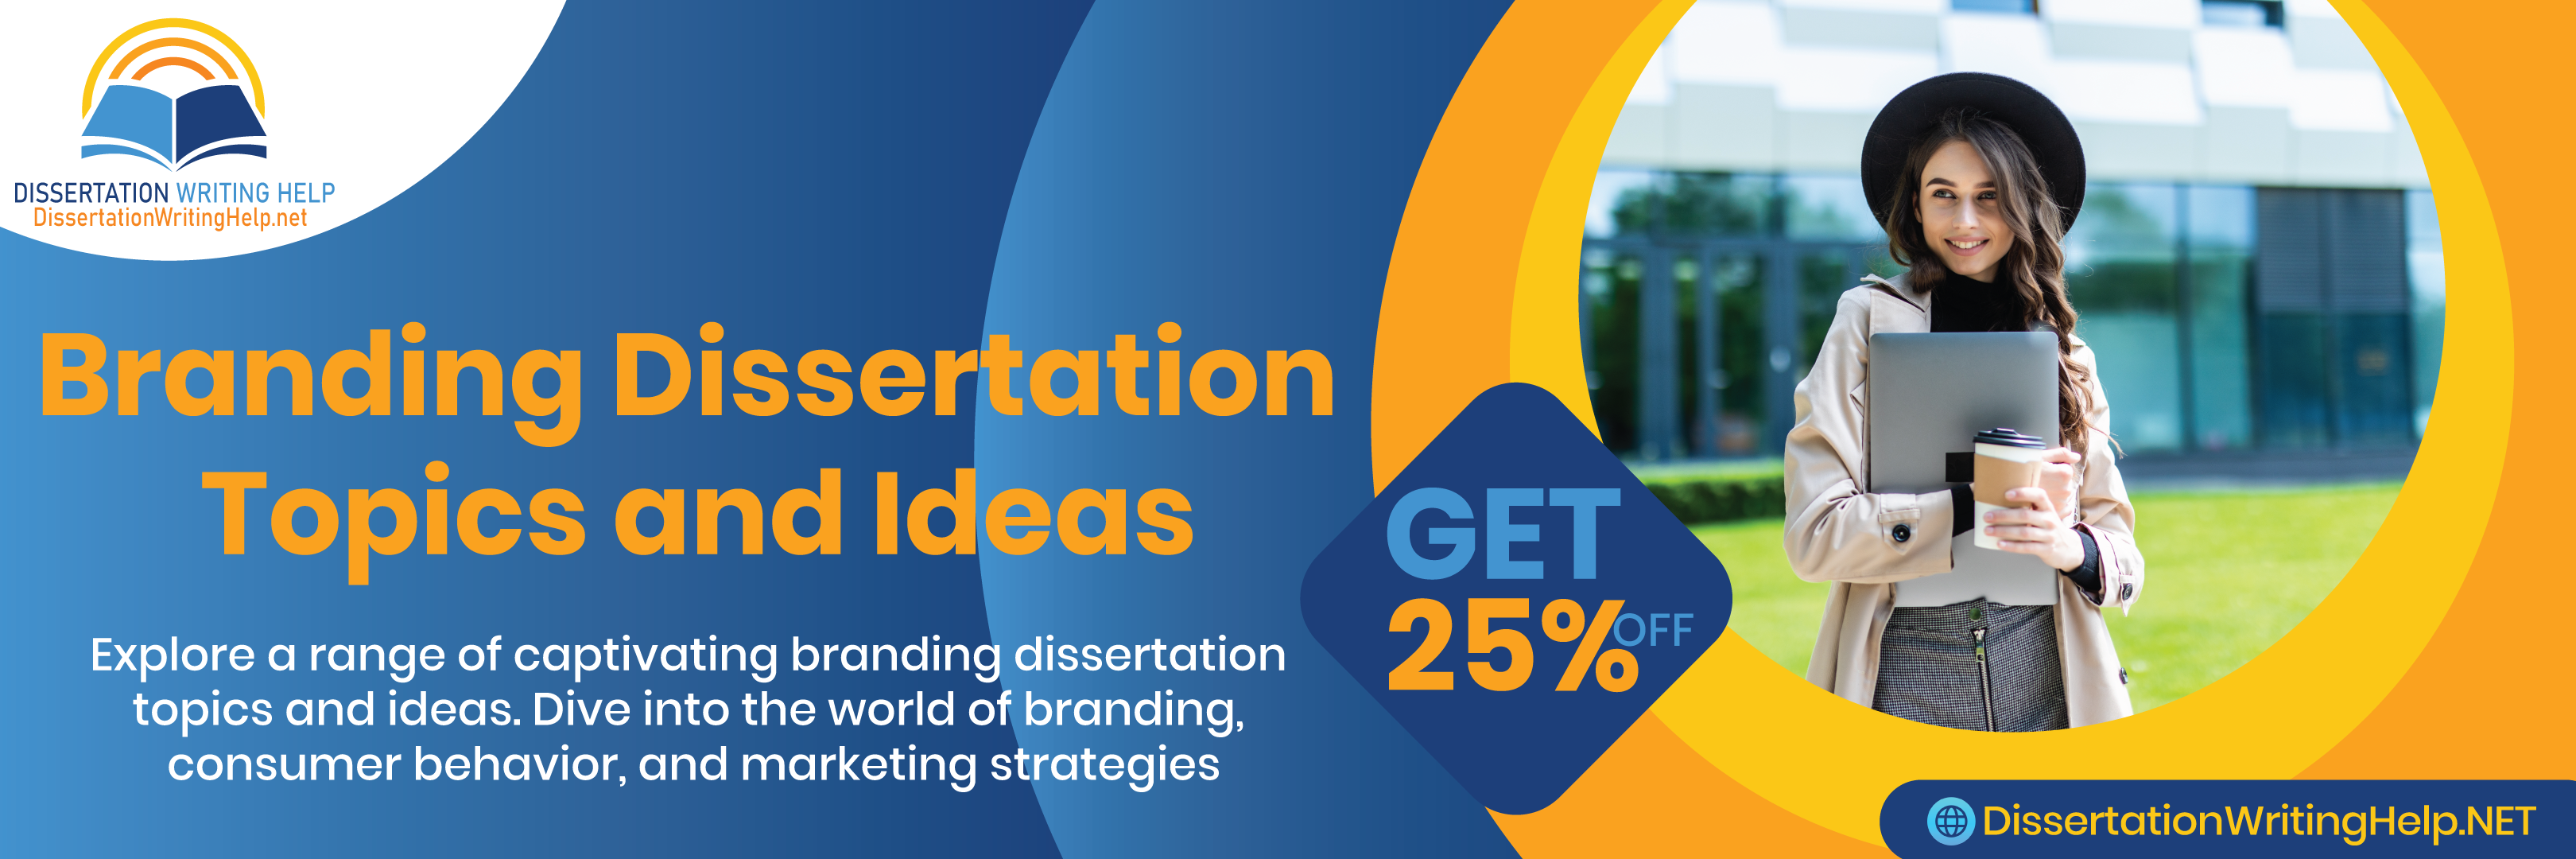 DISSERTATION WRITING HELP
DissertationWritingHelp.net
Branding Dissertation
Topics and Ideas
Explore a range of captivating branding dissertation
topics and ideas. Dive into the world of branding,
consumer behavior, and marketing strategies
GET
25% OFF
DissertationWritingHelp.NET